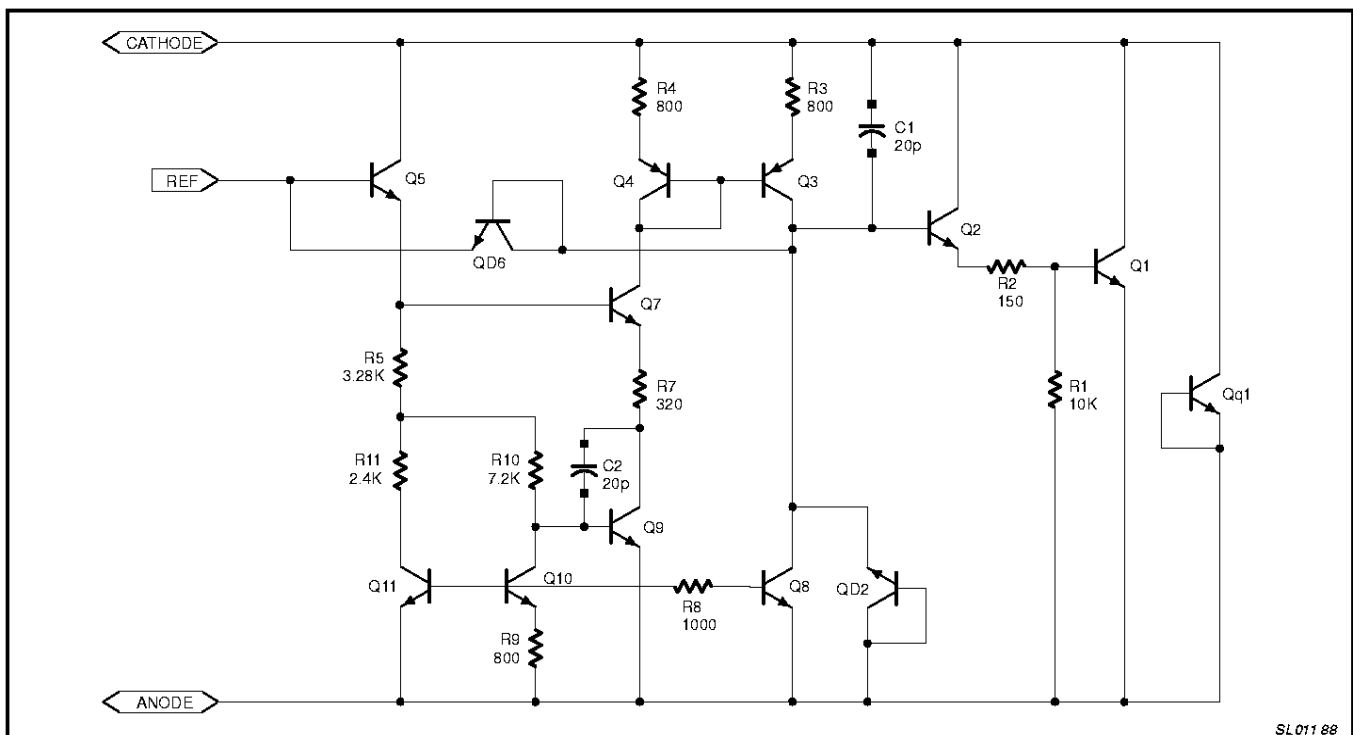 CATHODE
R4
800
R3
800
C1
20p
REF
Q5
Q4
Q3
Q2
QD6
Q1
R2
150
Q7
R5
3.28K
R7
320
R1
10K
Qq1
R11
2.4K
R10
7.2K
C2
20p
Q9
Q11
Q10
R8
1000
Q8
QD2
R9
800
ANODE
SL01188